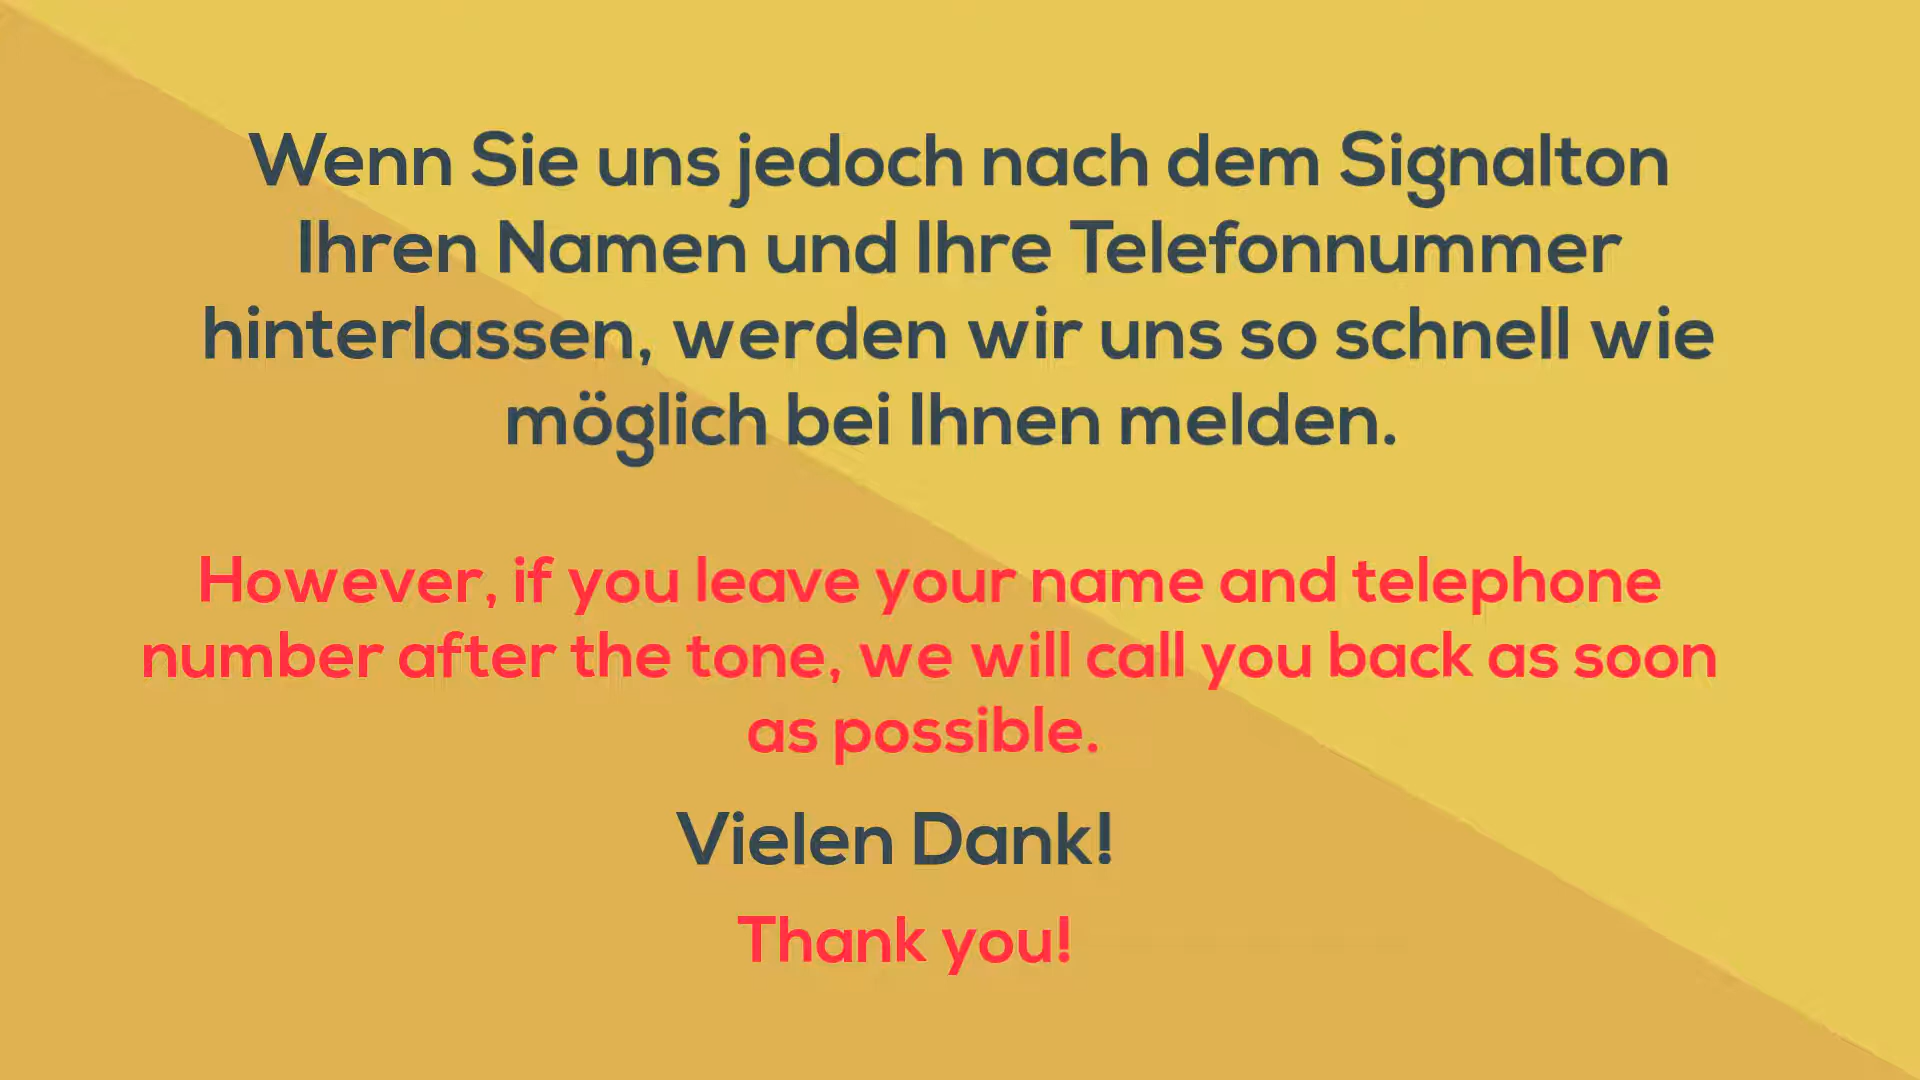 Wenn Sie uns jedoch nach dem Signalton
Ihren Namen und Ihre Telefonnummer
hinterlassen, werden wir uns so schnell wie
möglich bei Ihnen melden.
However, if you leave your name and telephone
number after the tone, we will call you back as soon
as possible.
Vielen Dank!
Thank you!